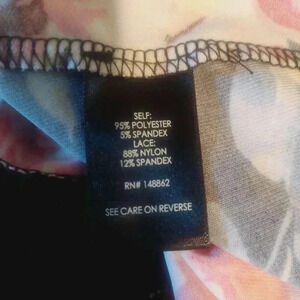 SELF:
95% POLYESTER
5% SPANDEX
LACE:
88% NYLON
12% SPANDEX
RN# 148862
SEE CARE ON REVERSE